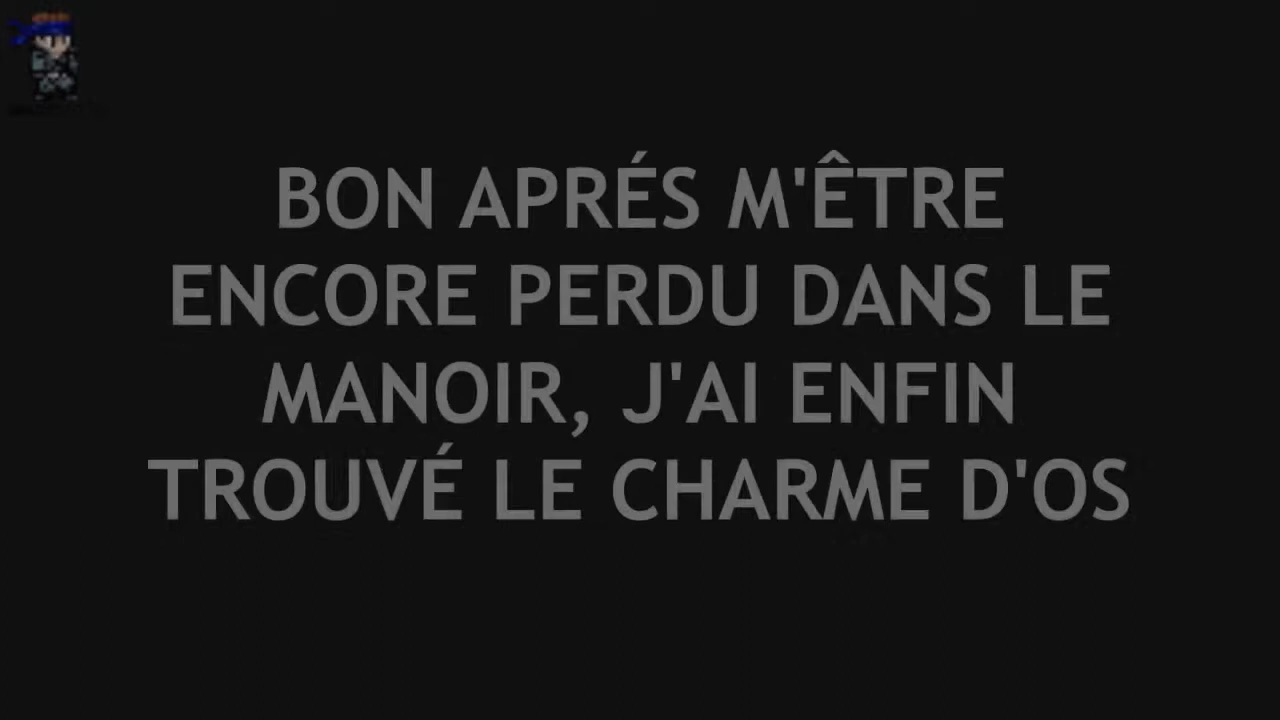 BON APRÉS M'ÊTRE
ENCORE PERDU DANS LE
MANOIR, J'AI ENFIN
TROUVÉ LE CHARME D'OS